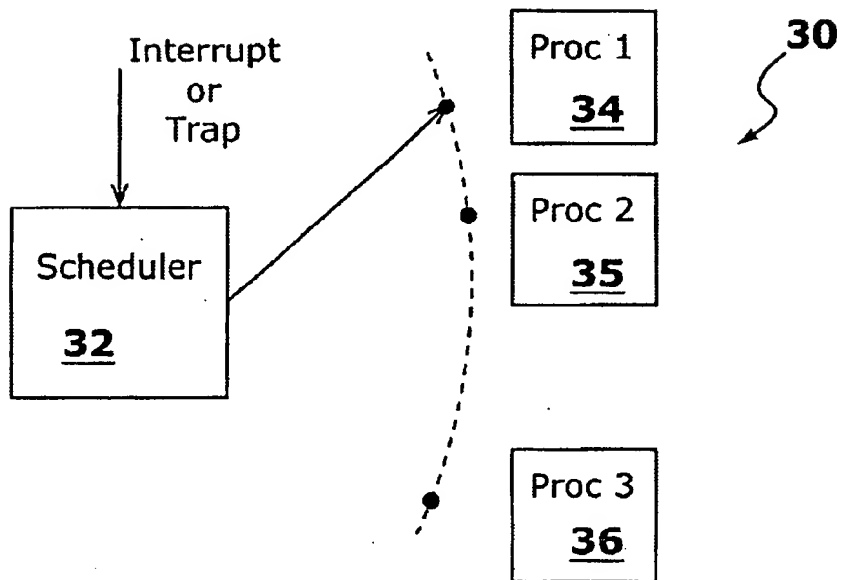 Interrupt
or
Trap
Scheduler
32
Proc 1
34
30
Proc 2
35
Proc 3
36